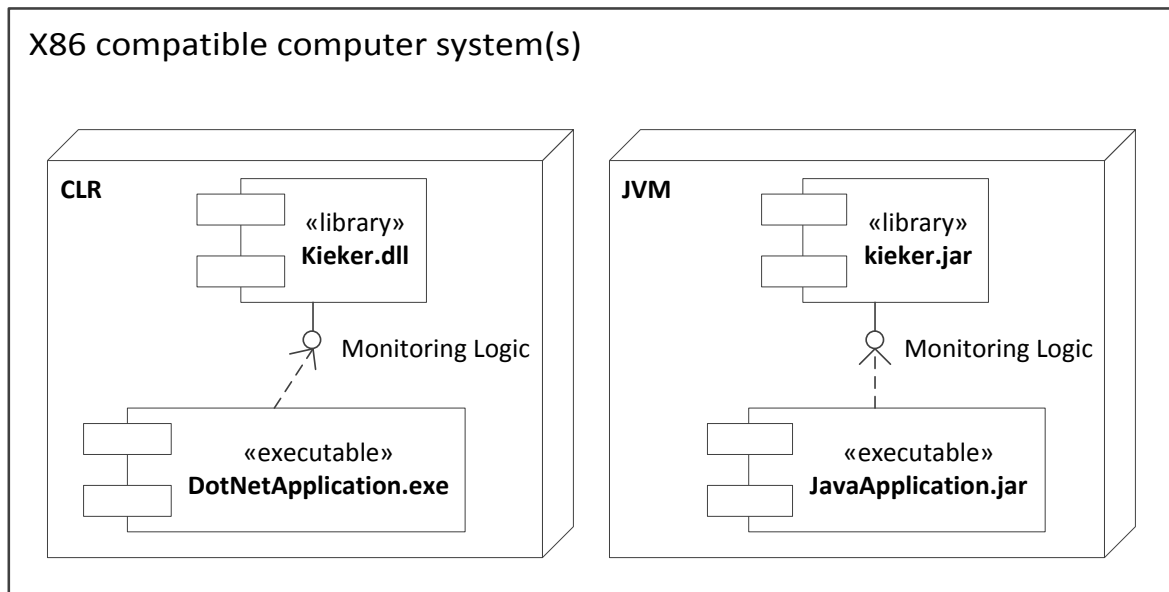 X86 compatible computer system(s)
CLR
«library»
Kieker.dll
Monitoring Logic
«executable»
DotNetApplication.exe
JVM
«library»
kieker.jar
Monitoring Logic
«executable»
JavaApplication.jar